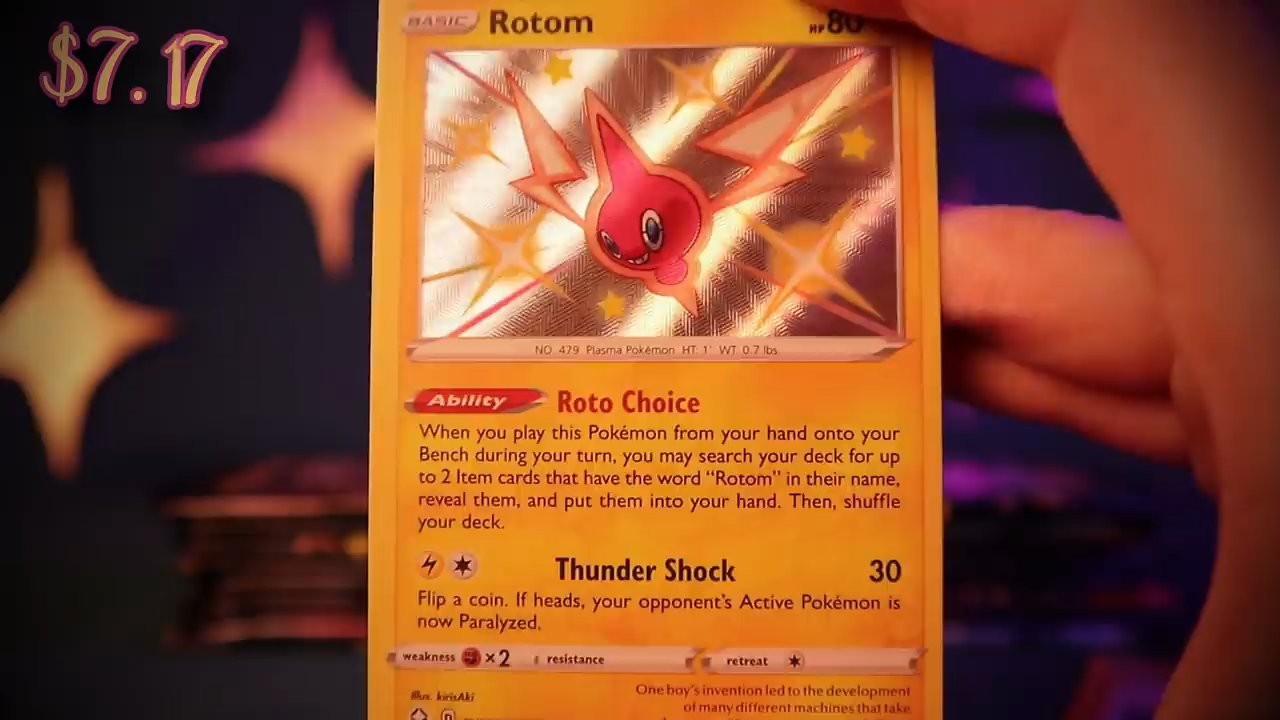 $7.17
BASIC Rotom HP 80
NO. 479 Plasma Pokémon HT: 1' WT: 0.7 lbs.
Ability Roto Choice
When you play this Pokémon from your hand onto your
Bench during your turn, you may search your deck for up
to 2 Item cards that have the word “Rotom” in their name,
reveal them, and put them into your hand. Then, shuffle
your deck.
Thunder Shock 30
Flip a coin. If heads, your opponent's Active Pokémon is
now Paralyzed.
weakness ×2 resistance retreat
Illus. kirisAki
One boy's invention led to the development
of many different machines that take